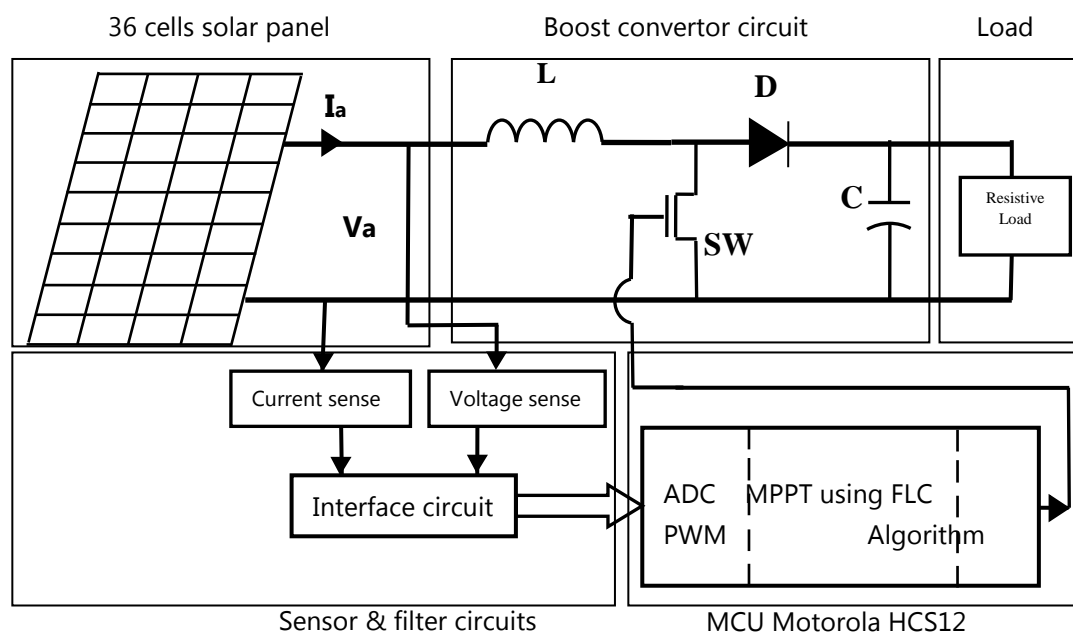 36 cells solar panel
Boost convertor circuit
Load
L
D
Ia
Va
C
SW
Resistive
Load
Current sense
Voltage sense
Interface circuit
ADC MPPT using FLC
PWM Algorithm
Sensor & filter circuits
MCU Motorola HCS12